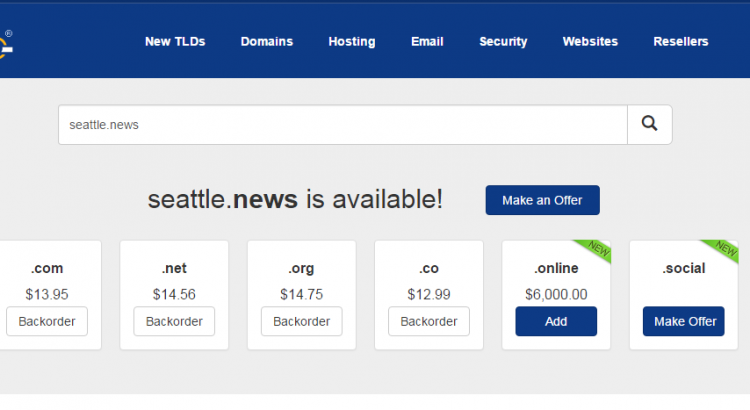 ®
New TLDs Domains Hosting Email Security Websites Resellers
seattle.news
seattle.news is available! Make an Offer
NEW NEW
.com .net .org .co .online .social
$13.95 $14.56 $14.75 $12.99 $6,000.00
Backorder Backorder Backorder Backorder Add Make Offer